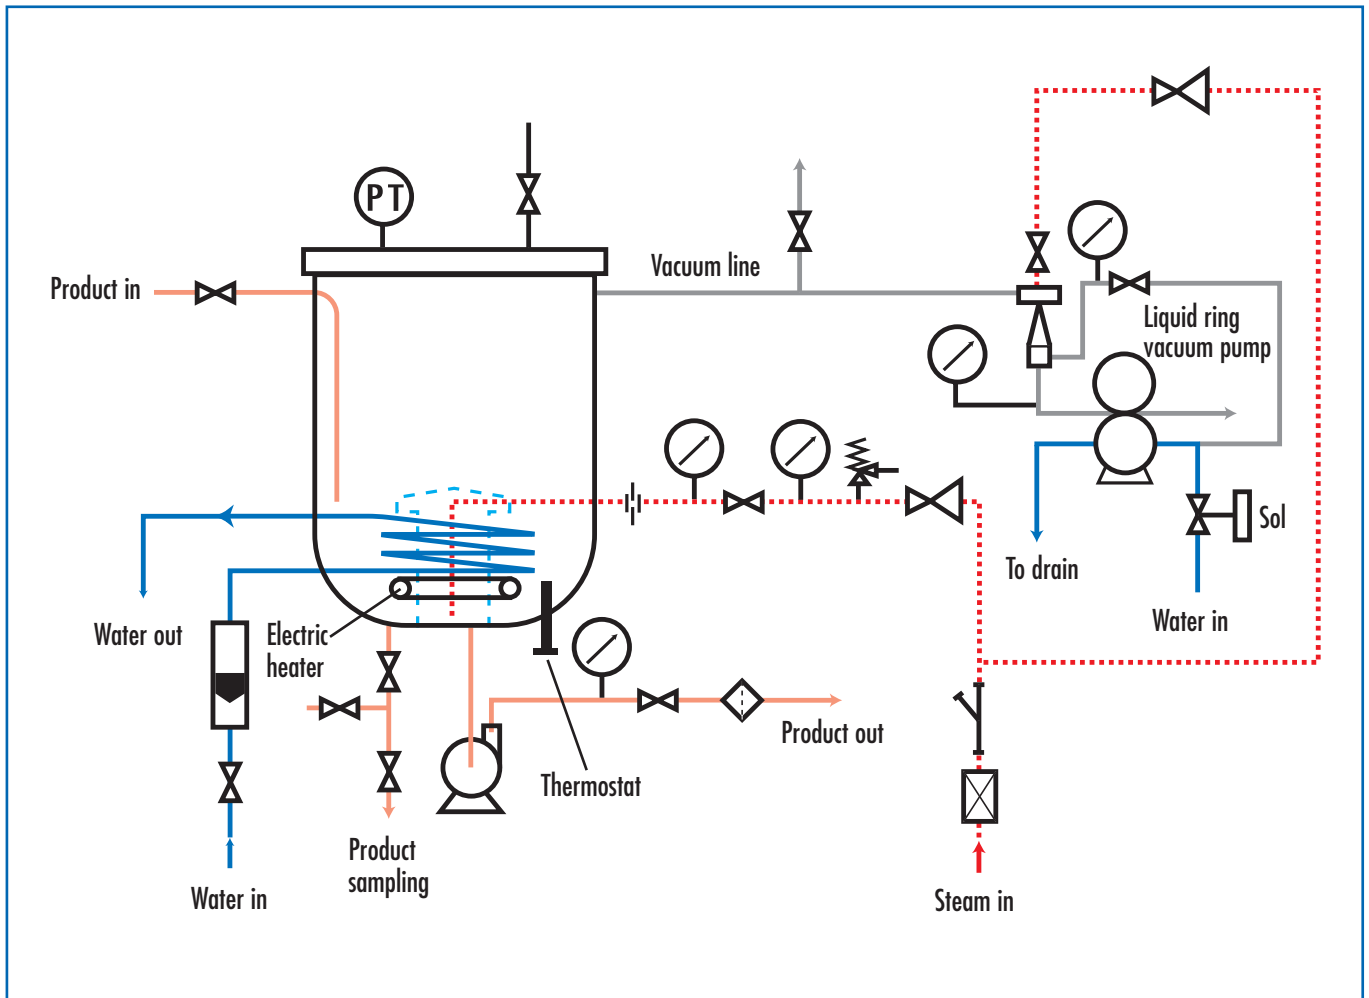 PT
Product in
Vacuum line
Liquid ring
vacuum pump
Sol
To drain
Water in
Water out
Electric
heater
Product out
Thermostat
Product
sampling
Water in
Steam in